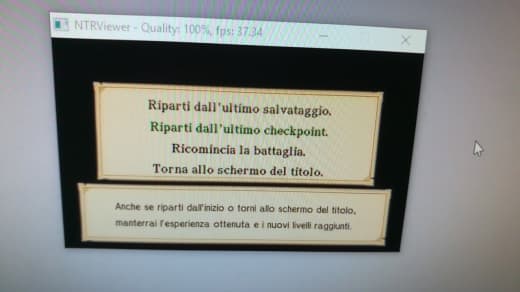 NTRViewer - Quality: 100%, fps: 37.34
Riparti dall'ultimo salvataggio.
Riparti dall'ultimo checkpoint.
Ricomincia la battaglia.
Torna allo schermo del titolo.
Anche se riparti dall'inizio o torni allo schermo del titolo,
manterrai l'esperienza ottenuta e i nuovi livelli raggiunti.